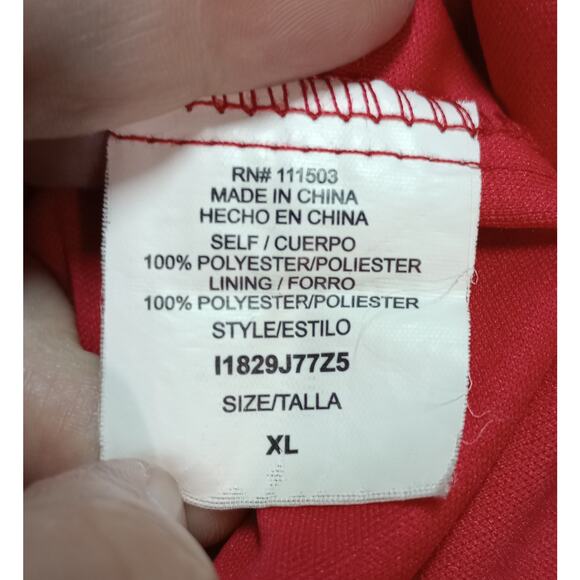 RN# 111503
MADE IN CHINA
HECHO EN CHINA
SELF / CUERPO
100% POLYESTER/POLIESTER
LINING / FORRO
100% POLYESTER/POLIESTER
STYLE/ESTILO
I1829J77Z5
SIZE/TALLA
XL